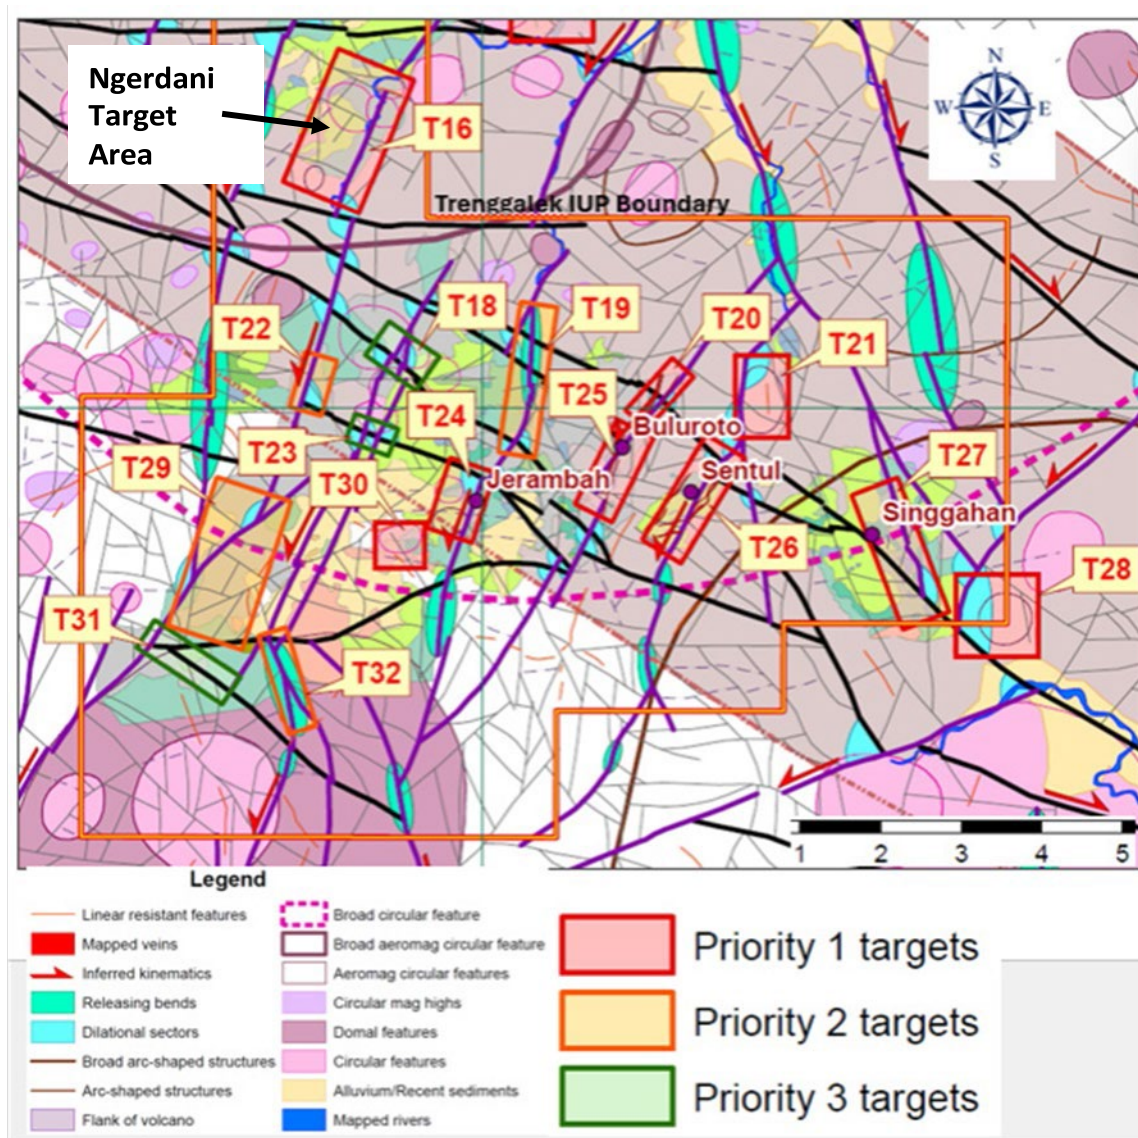 Ngerdani
Target
Area
N
W
E
S
T16
Trenggalek IUP Boundary
T18
T19
T20
T22
T21
T25
T24
Buluroto
T23
T29
T30
Jerambah
Sentul
T27
Singgahan
T26
T28
T31
T32
1 2 3 4 5
Legend
Linear resistant features
Mapped veins
Inferred kinematics
Releasing bends
Dilational sectors
Broad arc-shaped structures
Arc-shaped structures
Flank of volcano
Broad circular feature
Broad aeromag circular feature
Aeromag circular features
Circular mag highs
Domal features
Circular features
Alluvium/Recent sediments
Mapped rivers
Priority 1 targets
Priority 2 targets
Priority 3 targets